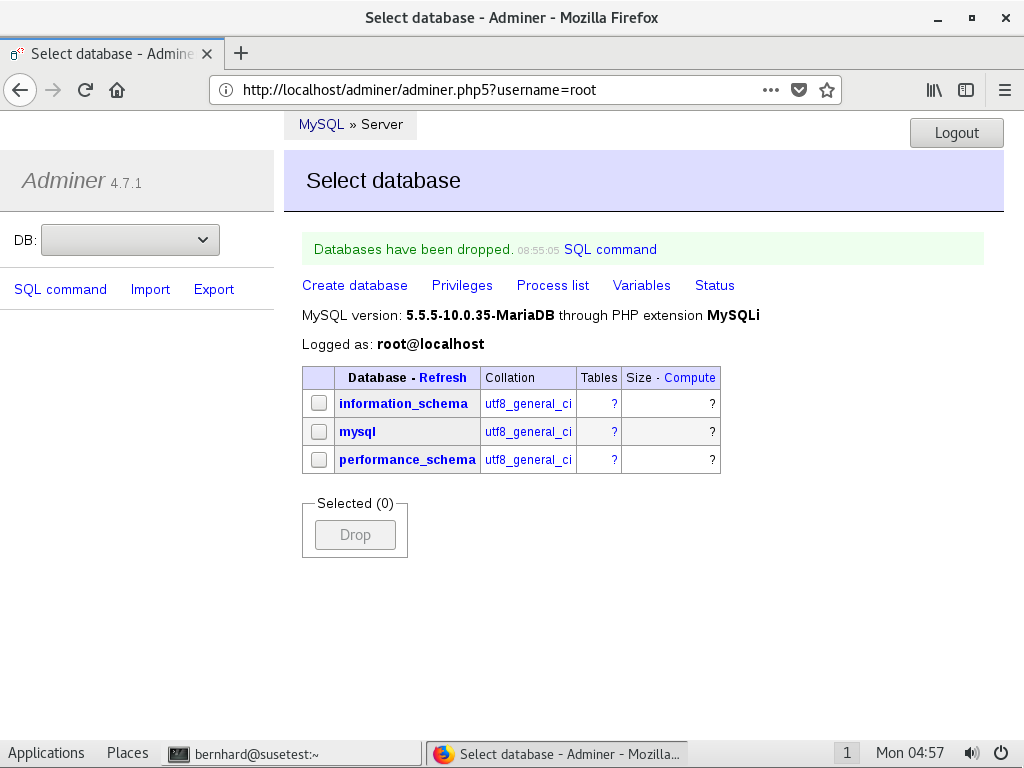 Select database - Adminer - Mozilla Firefox
Select database - Admine
http://localhost/adminer/adminer.php5?username=root
MySQL » Server
Logout
Adminer 4.7.1
Select database
DB:
Databases have been dropped. 08:55:05 SQL command
SQL command Import Export
Create database Privileges Process list Variables Status
MySQL version: 5.5.5-10.0.35-MariaDB through PHP extension MySQLi
Logged as: root@localhost
Database - Refresh Collation Tables Size - Compute
information_schema utf8_general_ci ? ?
mysql utf8_general_ci ? ?
performance_schema utf8_general_ci ? ?
Selected (0)
Drop
Applications Places bernhard@susetest:~ Select database - Adminer - Mozilla... 1 Mon 04:57